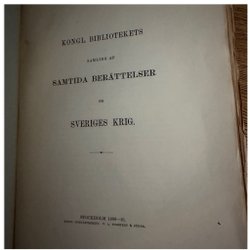 KONGL. BIBLIOTEKETS
SAMLING AF
SAMTIDA BERÄTTELSER
OM
SVERIGES KRIG.
STOCKHOLM